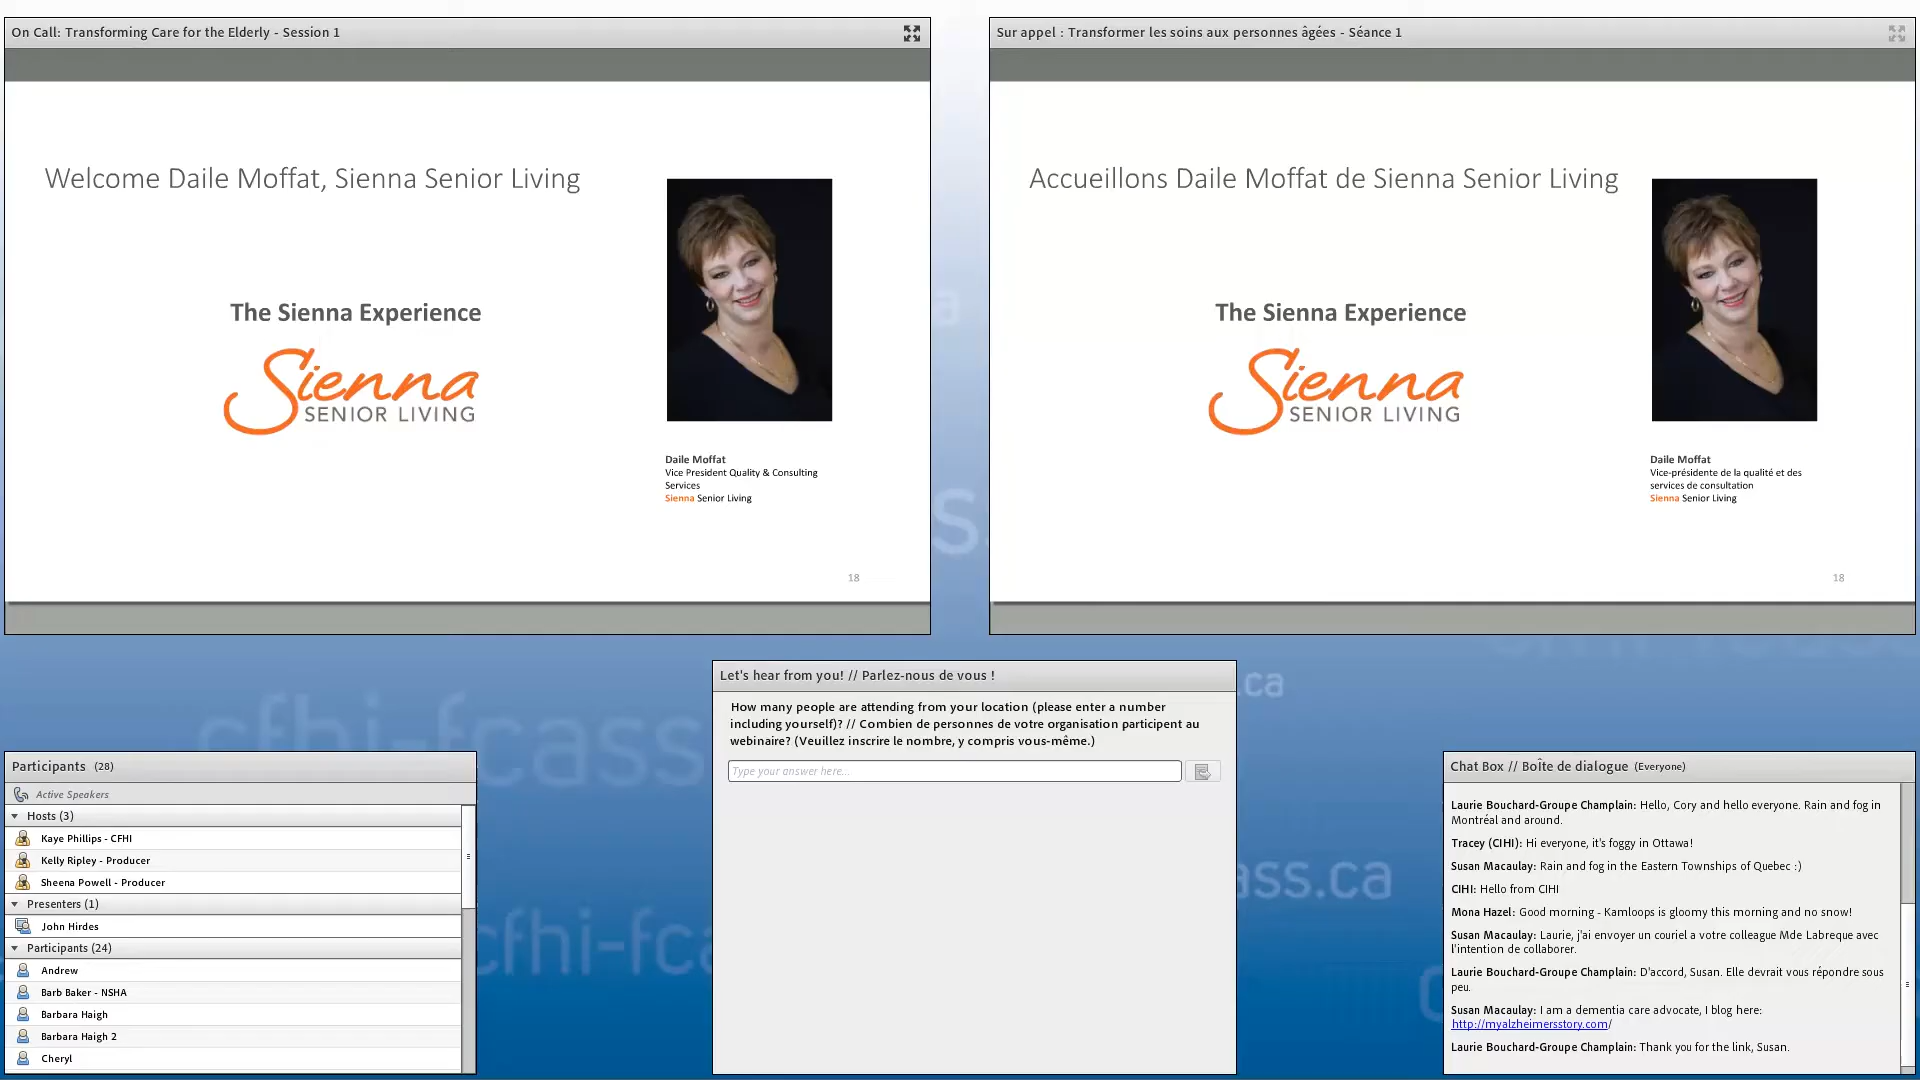 On Call: Transforming Care for the Elderly - Session 1
Welcome Daile Moffat, Sienna Senior Living
The Sienna Experience
Sienna
SENIOR LIVING
Daile Moffat
Vice President Quality & Consulting
Services
Sienna Senior Living
18
Sur appel : Transformer les soins aux personnes âgées - Séance 1
Accueillons Daile Moffat de Sienna Senior Living
The Sienna Experience
Sienna
SENIOR LIVING
Daile Moffat
Vice-présidente de la qualité et des
services de consultation
Sienna Senior Living
18
cfhi-fcass
.ca
cfhi-fca
ass.ca
Participants (28)
Active Speakers
Hosts (3)
Kaye Phillips - CFHI
Kelly Ripley - Producer
Sheena Powell - Producer
Presenters (1)
John Hirdes
Participants (24)
Andrew
Barb Baker - NSHA
Barbara Haigh
Barbara Haigh 2
Cheryl
Let's hear from you! // Parlez-nous de vous !
How many people are attending from your location (please enter a number
including yourself)? // Combien de personnes de votre organisation participent au
webinaire? (Veuillez inscrire le nombre, y compris vous-même.)
Type your answer here...
Chat Box // Boîte de dialogue (Everyone)
Laurie Bouchard-Groupe Champlain: Hello, Cory and hello everyone. Rain and fog in
Montréal and around.
Tracey (CIHI): Hi everyone, it's foggy in Ottawa!
Susan Macaulay: Rain and fog in the Eastern Townships of Quebec :)
CIHI: Hello from CIHI
Mona Hazel: Good morning - Kamloops is gloomy this morning and no snow!
Susan Macaulay: Laurie, j'ai envoyer un couriel a votre colleague Mde Labreque avec
l'intention de collaborer.
Laurie Bouchard-Groupe Champlain: D'accord, Susan. Elle devrait vous répondre sous
peu.
Susan Macaulay: I am a dementia care advocate, I blog here:
http://myalzheimersstory.com/
Laurie Bouchard-Groupe Champlain: Thank you for the link, Susan.